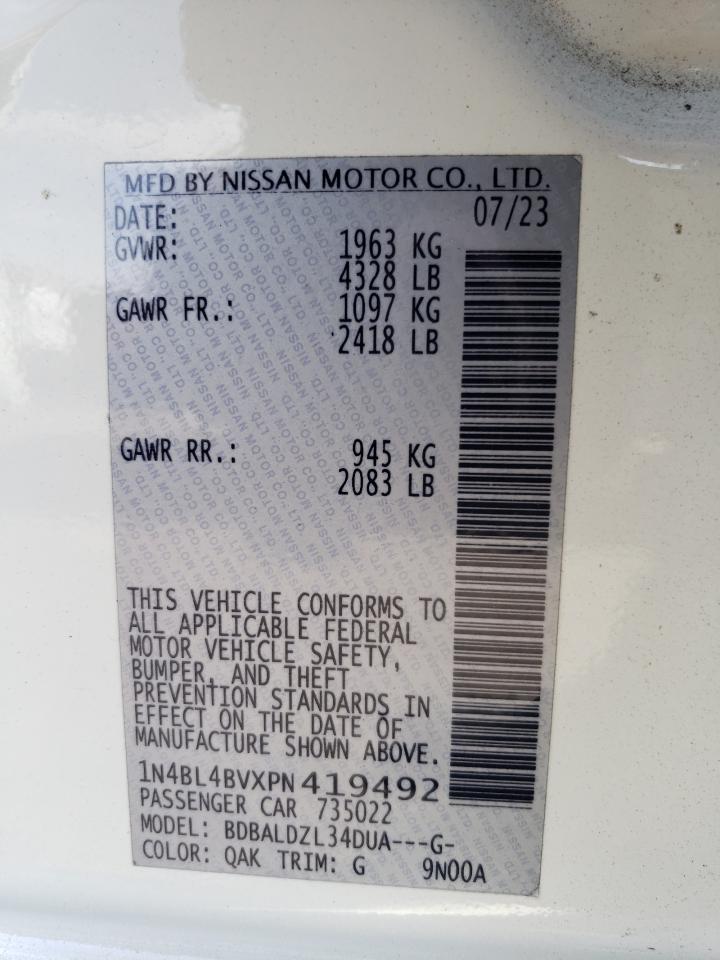 MFD BY NISSAN MOTOR CO., LTD.
DATE: 07/23
GVWR: 1963 KG
4328 LB
GAWR FR.: 1097 KG
2418 LB
GAWR RR.: 945 KG
2083 LB
THIS VEHICLE CONFORMS TO
ALL APPLICABLE FEDERAL
MOTOR VEHICLE SAFETY,
BUMPER, AND THEFT
PREVENTION STANDARDS IN
EFFECT ON THE DATE OF
MANUFACTURE SHOWN ABOVE.
1N4BL4BVXPN419492
PASSENGER CAR 735022
MODEL: BDBALDZL34DUA---G-
COLOR: QAK TRIM: G 9N00A